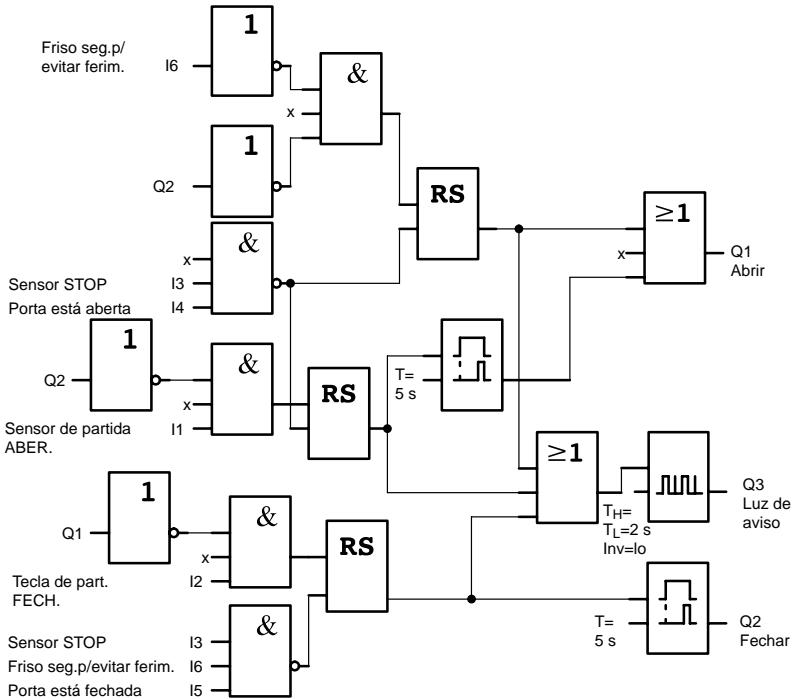 1
Friso seg.p/
evitar ferim.
I6
&
x
1
Q2
RS
&
x
Sensor STOP
I3
Porta está aberta
I4
≥1
x
Q1
Abrir
1
Q2
&
x
Sensor de partida
ABER.
I1
RS
T=
5 s
≥1
TH=
TL=2 s
Inv=lo
Q3
Luz de
aviso
1
Q1
&
x
Tecla de part.
FECH.
I2
RS
&
Sensor STOP
I3
Friso seg.p/evitar ferim.
I6
Porta está fechada
I5
T=
5 s
Q2
Fechar